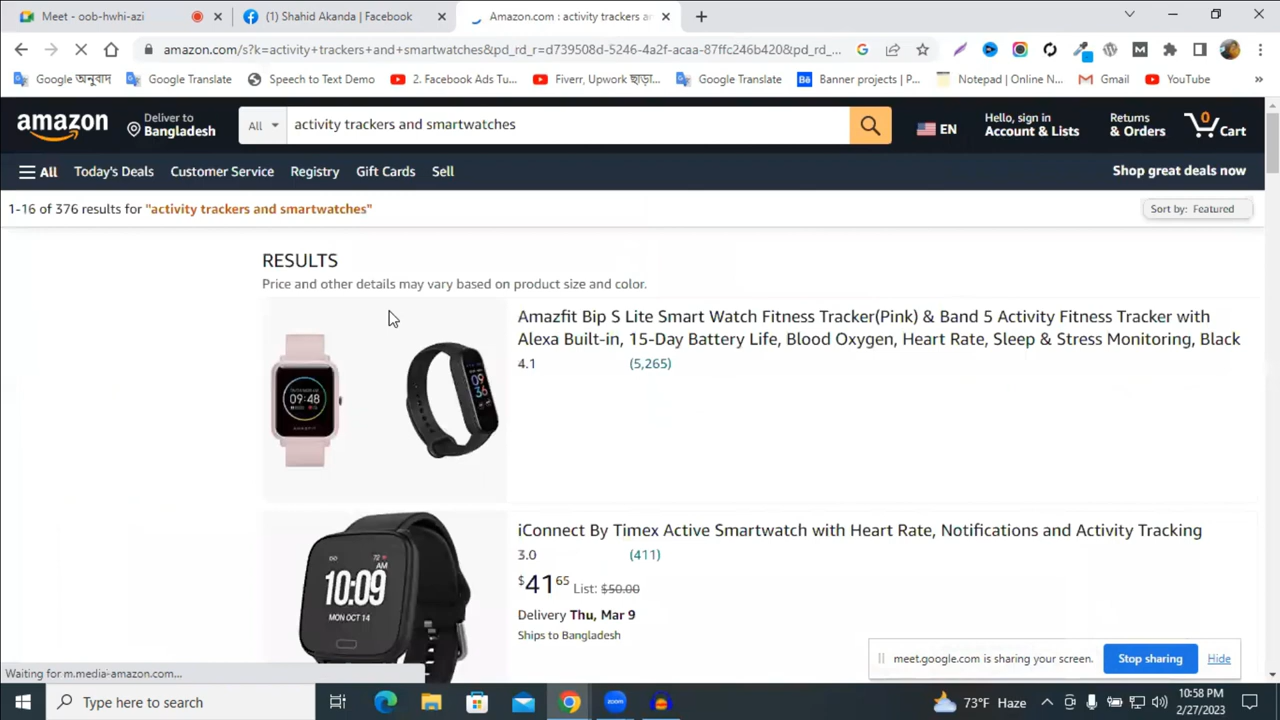 Meet - oob-hwhi-azi
(1) Shahid Akanda | Facebook
Amazon.com : activity trackers an
amazon.com/s?k=activity+trackers+and+smartwatches&pd_rd_r=d739508d-5246-4a2f-acaa-87ffc246b420&pd_rd_...
Google অনুবাদ
Google Translate
Speech to Text Demo
2. Facebook Ads Tu...
Fiverr, Upwork ছাড়া...
Google Translate
Banner projects | P...
Notepad | Online N...
Gmail
YouTube
amazon
Deliver to
Bangladesh
All
activity trackers and smartwatches
EN
Hello, sign in
Account & Lists
Returns
& Orders
0
Cart
All
Today's Deals
Customer Service
Registry
Gift Cards
Sell
Shop great deals now
1-16 of 376 results for "activity trackers and smartwatches"
Sort by: Featured
RESULTS
Price and other details may vary based on product size and color.
Amazfit Bip S Lite Smart Watch Fitness Tracker(Pink) & Band 5 Activity Fitness Tracker with
Alexa Built-in, 15-Day Battery Life, Blood Oxygen, Heart Rate, Sleep & Stress Monitoring, Black
4.1 (5,265)
09:48
iConnect By Timex Active Smartwatch with Heart Rate, Notifications and Activity Tracking
3.0 (411)
$41 65 List: $50.00
Delivery Thu, Mar 9
Ships to Bangladesh
AM
10:09
MON OCT 14
meet.google.com is sharing your screen.
Stop sharing
Hide
Waiting for m.media-amazon.com...
Type here to search
zoom
73°F Haze
10:58 PM
2/27/2023